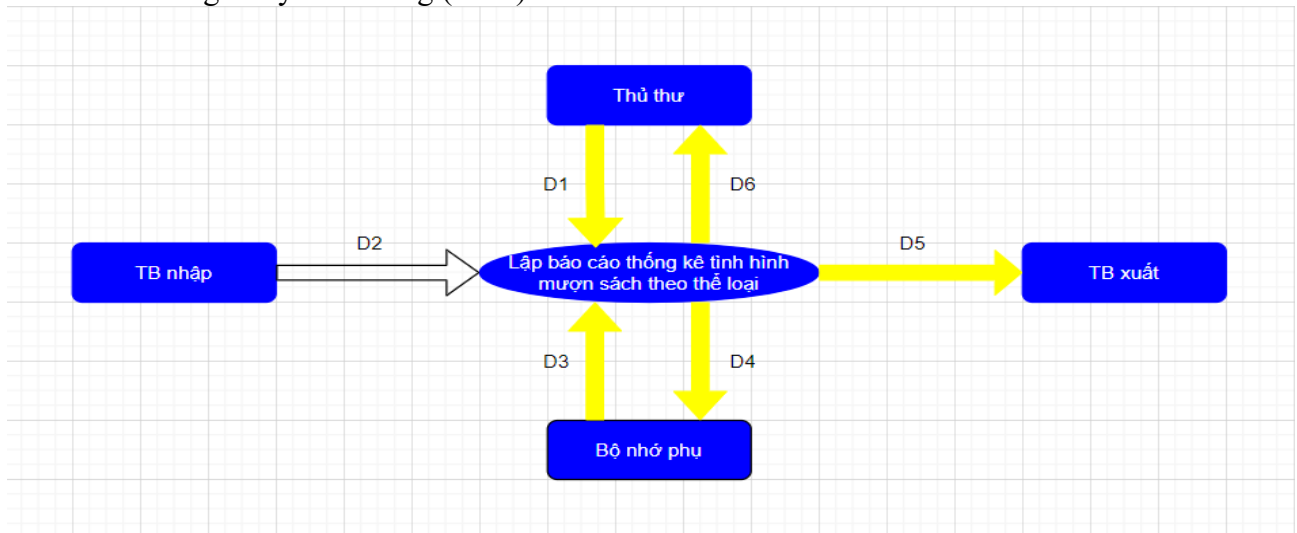 Thủ thư
D1
D6
D2
D5
TB nhập
Lập báo cáo thống kê tình hình
mượn sách theo thể loại
TB xuất
D3
D4
Bộ nhớ phụ